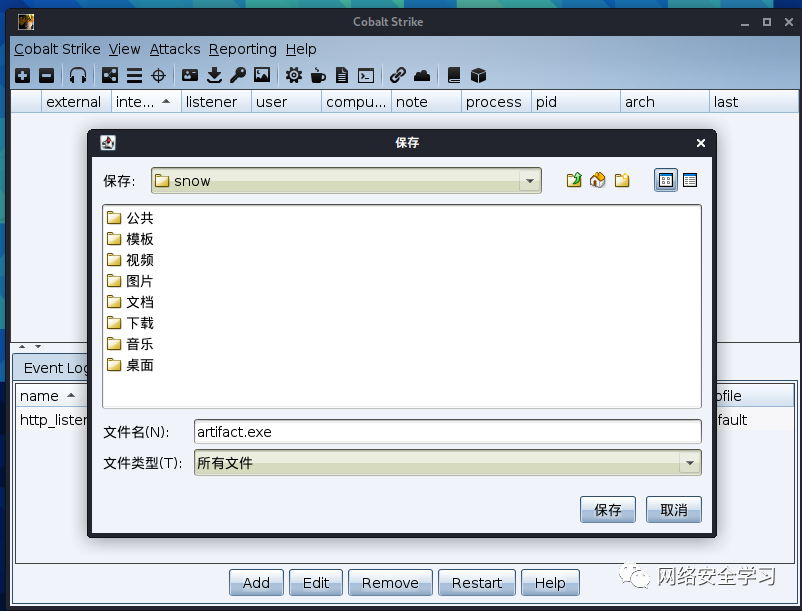 Cobalt Strike
Cobalt Strike View Attacks Reporting Help
external inte... listener user compu... note process pid arch last
保存
保存: snow
公共
模板
视频
图片
文档
下载
音乐
桌面
Event Log
name ofile
http_listen fault
文件名(N): artifact.exe
文件类型(T): 所有文件
保存 取消
Add Edit Remove Restart Help
网络安全学习